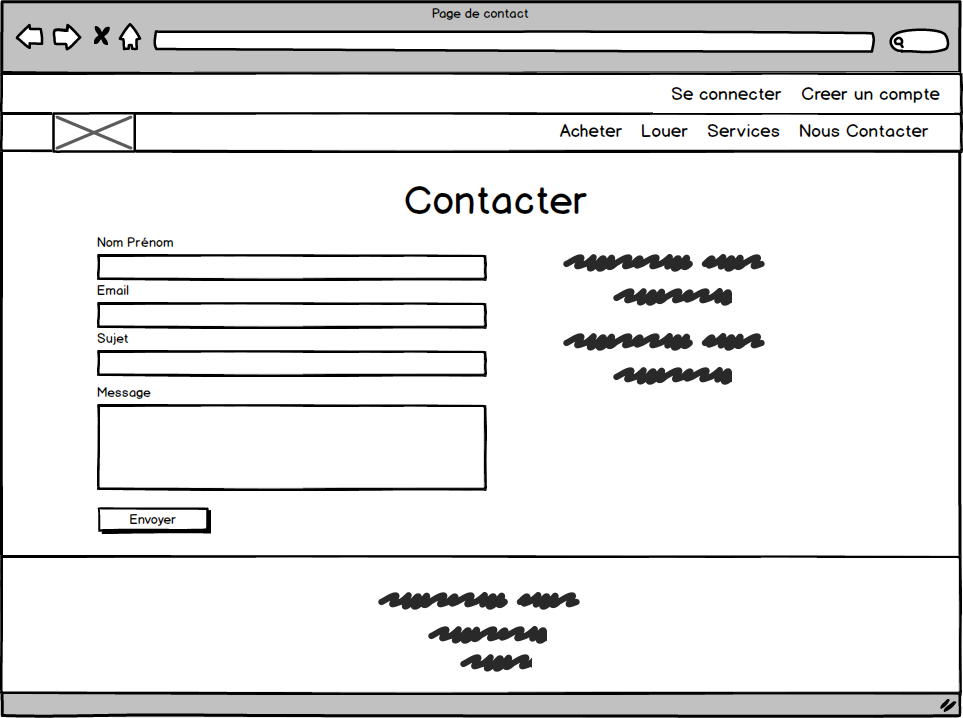 Page de contact
Se connecter Creer un compte
Acheter Louer Services Nous Contacter
Contacter
Nom Prénom
Email
Sujet
Message
Envoyer